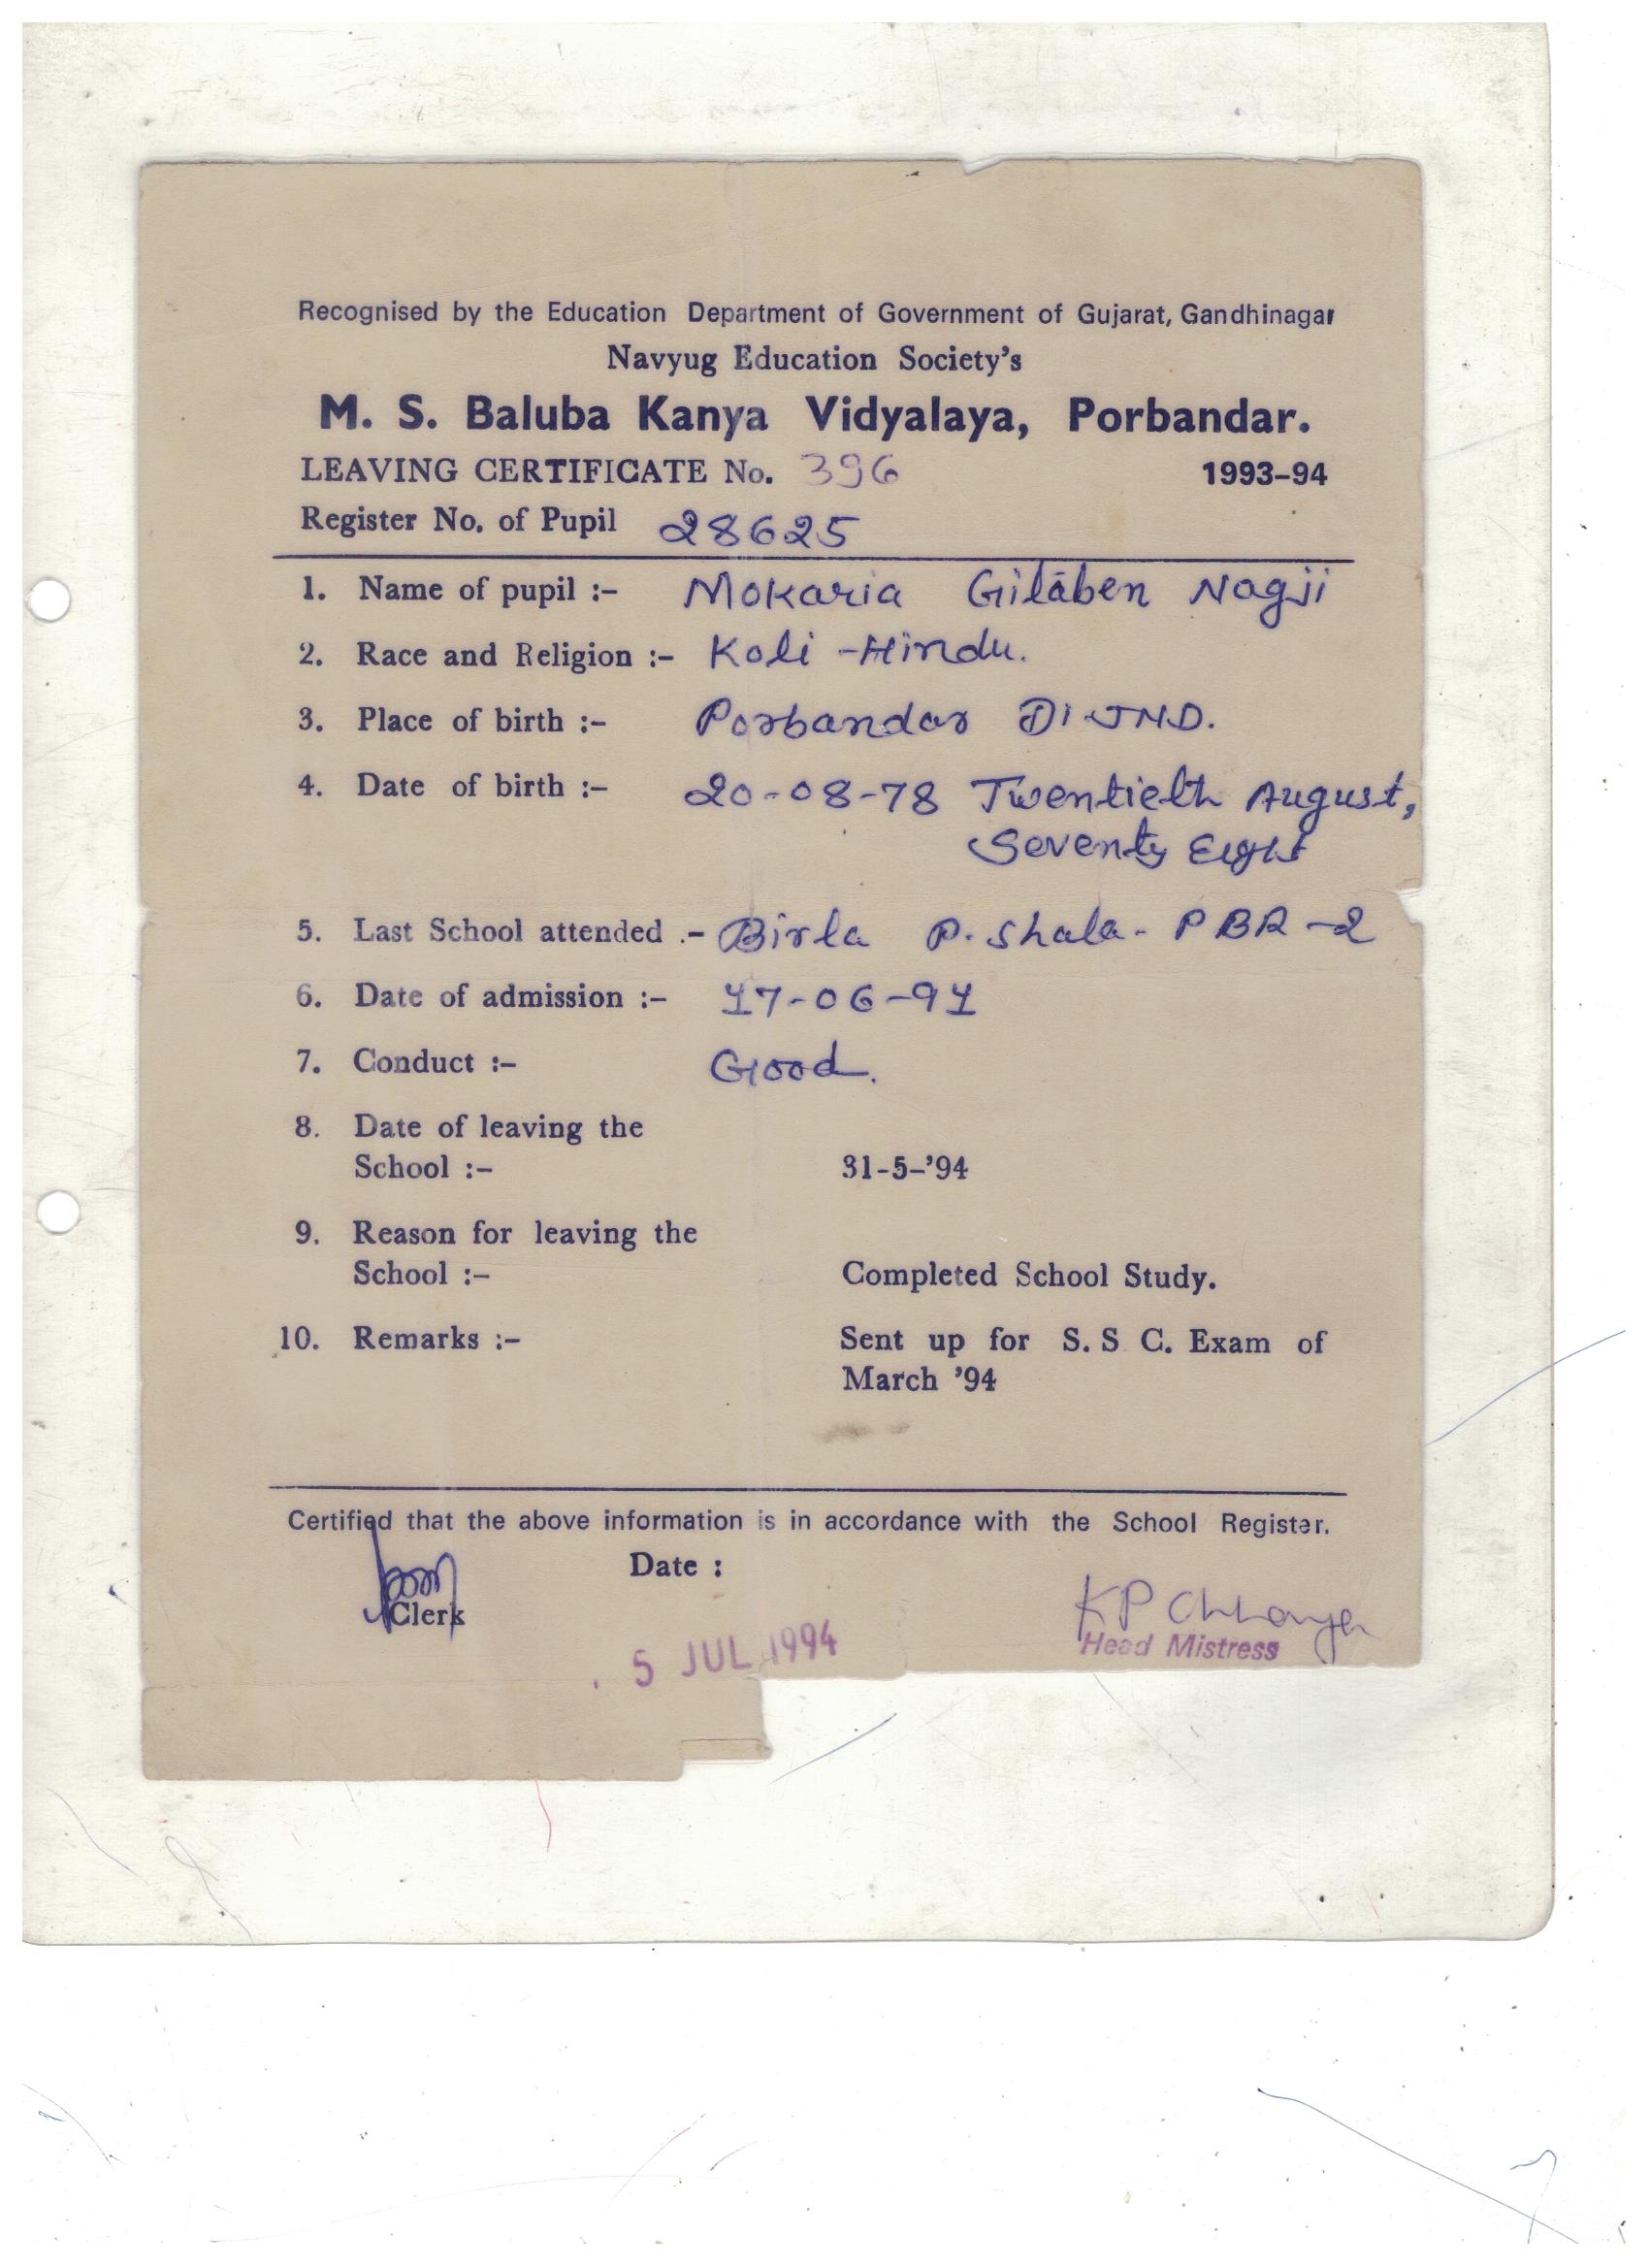 Recognised by the Education Department of Government of Gujarat, Gandhinagar
Navyug Education Society's
M. S. Baluba Kanya Vidyalaya, Porbandar.
LEAVING CERTIFICATE No. 396 1993-94
Register No. of Pupil 28625
1. Name of pupil :- Mokaria Gitaben Nagji
2. Race and Religion :- Koli - Hindu.
3. Place of birth :- Porbandar Di JND.
4. Date of birth :- 20-08-78 Twentieth August,
Seventy Eight
5. Last School attended .- Birla P. Shala - PBR -2
6. Date of admission :- 17-06-91
7. Conduct :- Good.
8. Date of leaving the
School :- 31-5-'94
9. Reason for leaving the
School :- Completed School Study.
10. Remarks :- Sent up for S. S C. Exam of
March '94
Certified that the above information is in accordance with the School Register.
Date :
Clerk
5 JUL 1994
Head Mistress